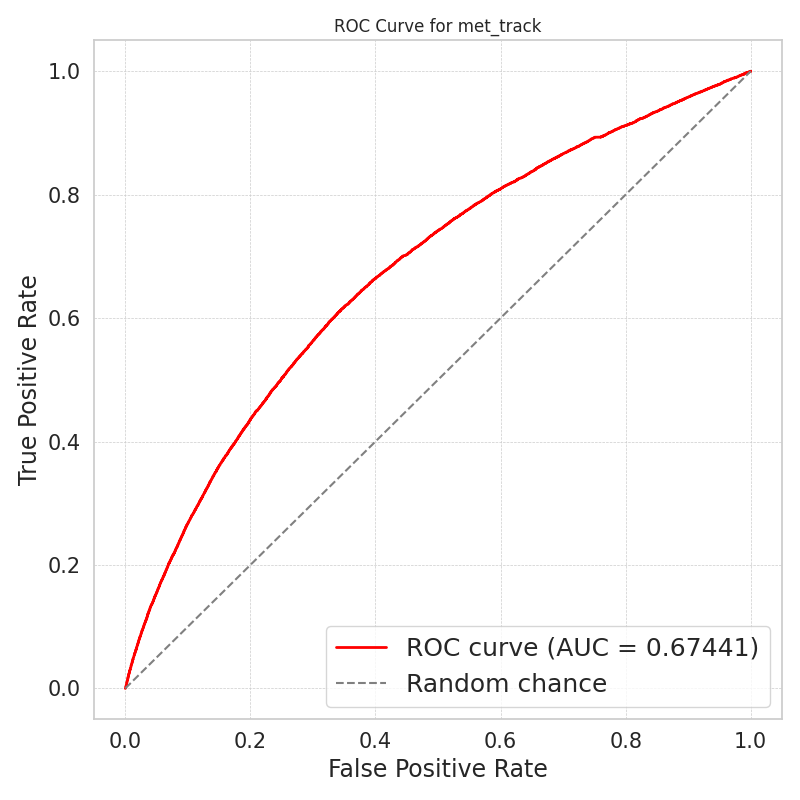 ROC Curve for met_track
True Positive Rate
1.0
0.8
0.6
0.4
0.2
0.0
ROC curve (AUC = 0.67441)
Random chance
0.0 0.2 0.4 0.6 0.8 1.0
False Positive Rate